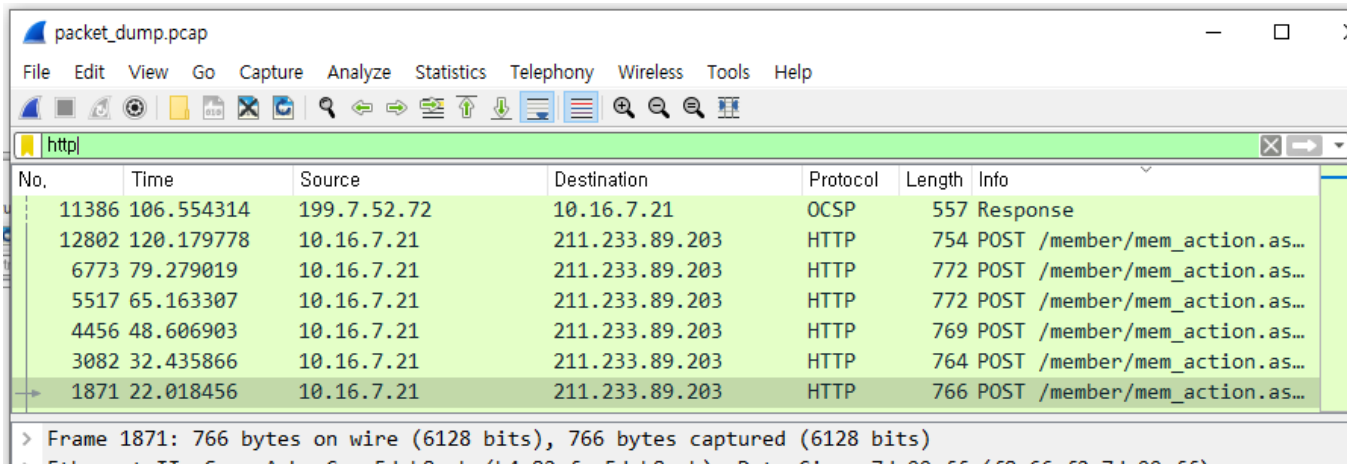 packet_dump.pcap
File Edit View Go Capture Analyze Statistics Telephony Wireless Tools Help
http
No. Time Source Destination Protocol Length Info
11386 106.554314 199.7.52.72 10.16.7.21 OCSP 557 Response
12802 120.179778 10.16.7.21 211.233.89.203 HTTP 754 POST /member/mem_action.as…
6773 79.279019 10.16.7.21 211.233.89.203 HTTP 772 POST /member/mem_action.as…
5517 65.163307 10.16.7.21 211.233.89.203 HTTP 772 POST /member/mem_action.as…
4456 48.606903 10.16.7.21 211.233.89.203 HTTP 769 POST /member/mem_action.as…
3082 32.435866 10.16.7.21 211.233.89.203 HTTP 764 POST /member/mem_action.as…
1871 22.018456 10.16.7.21 211.233.89.203 HTTP 766 POST /member/mem_action.as…
> Frame 1871: 766 bytes on wire (6128 bits), 766 bytes captured (6128 bits)